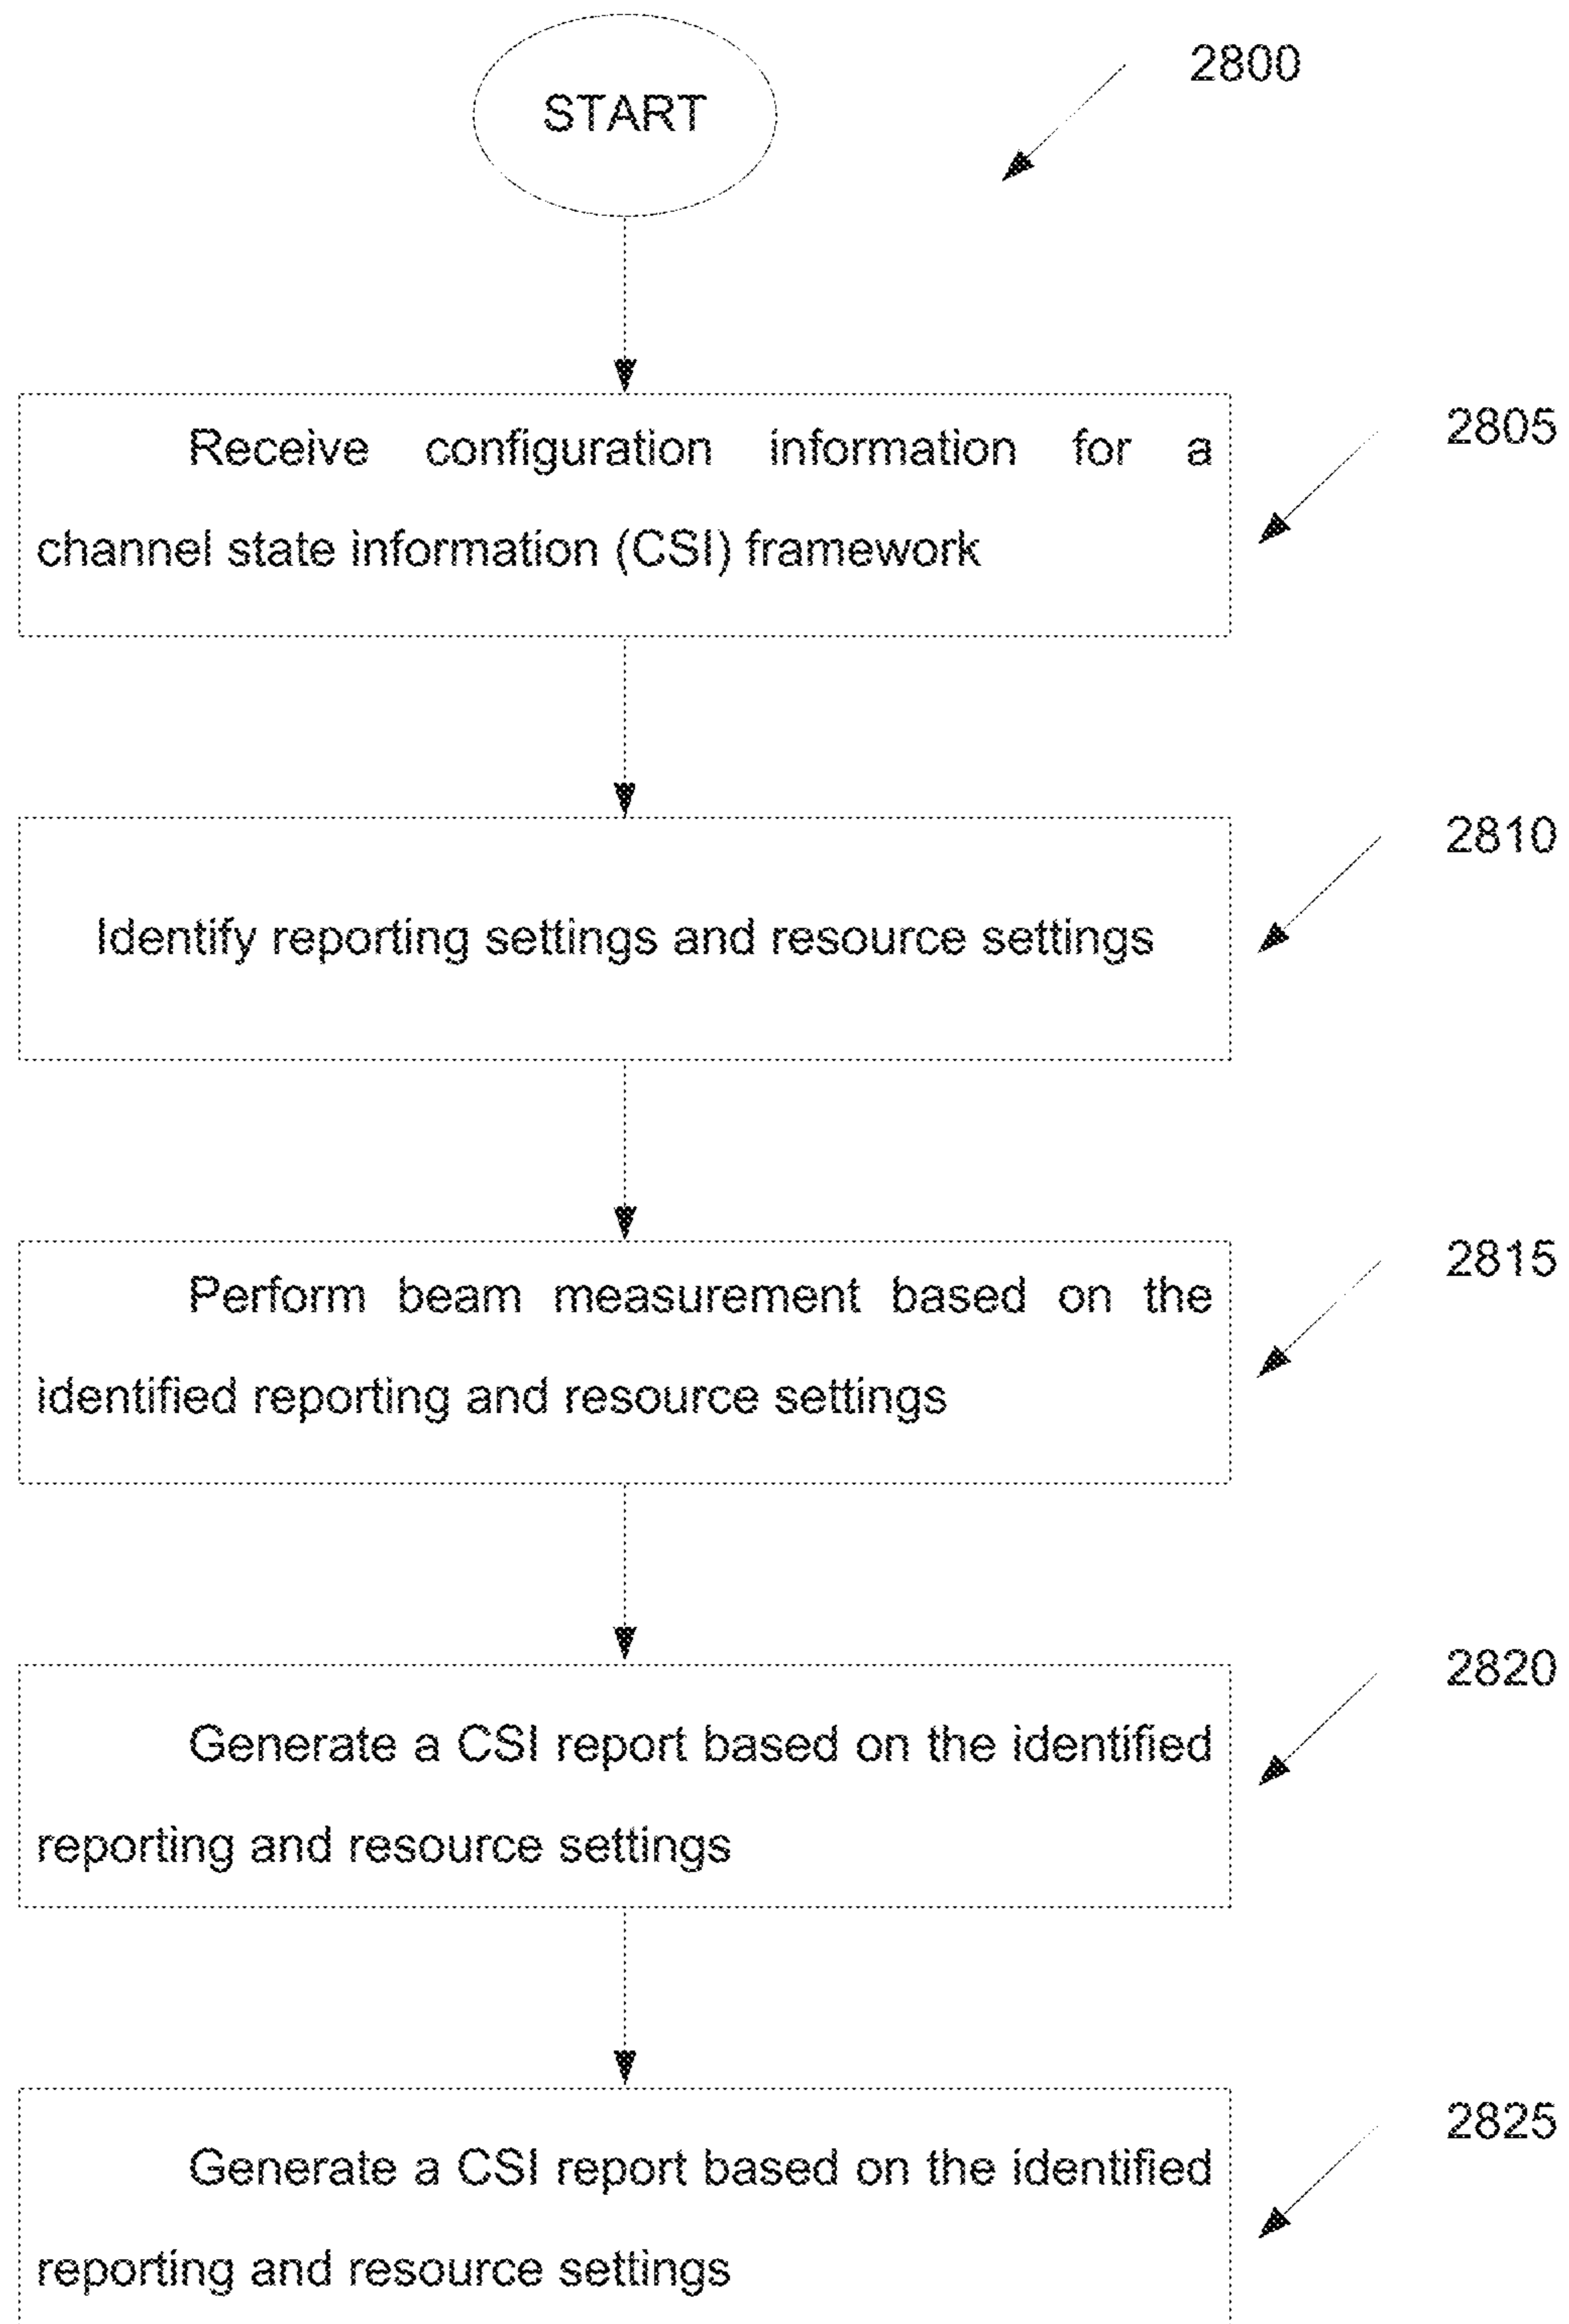 START
2800
Receive configuration information for a
channel state information (CSI) framework
2805
Identify reporting settings and resource settings
2810
Perform beam measurement based on the
identified reporting and resource settings
2815
Generate a CSI report based on the identified
reporting and resource settings
2820
Generate a CSI report based on the identified
reporting and resource settings
2825